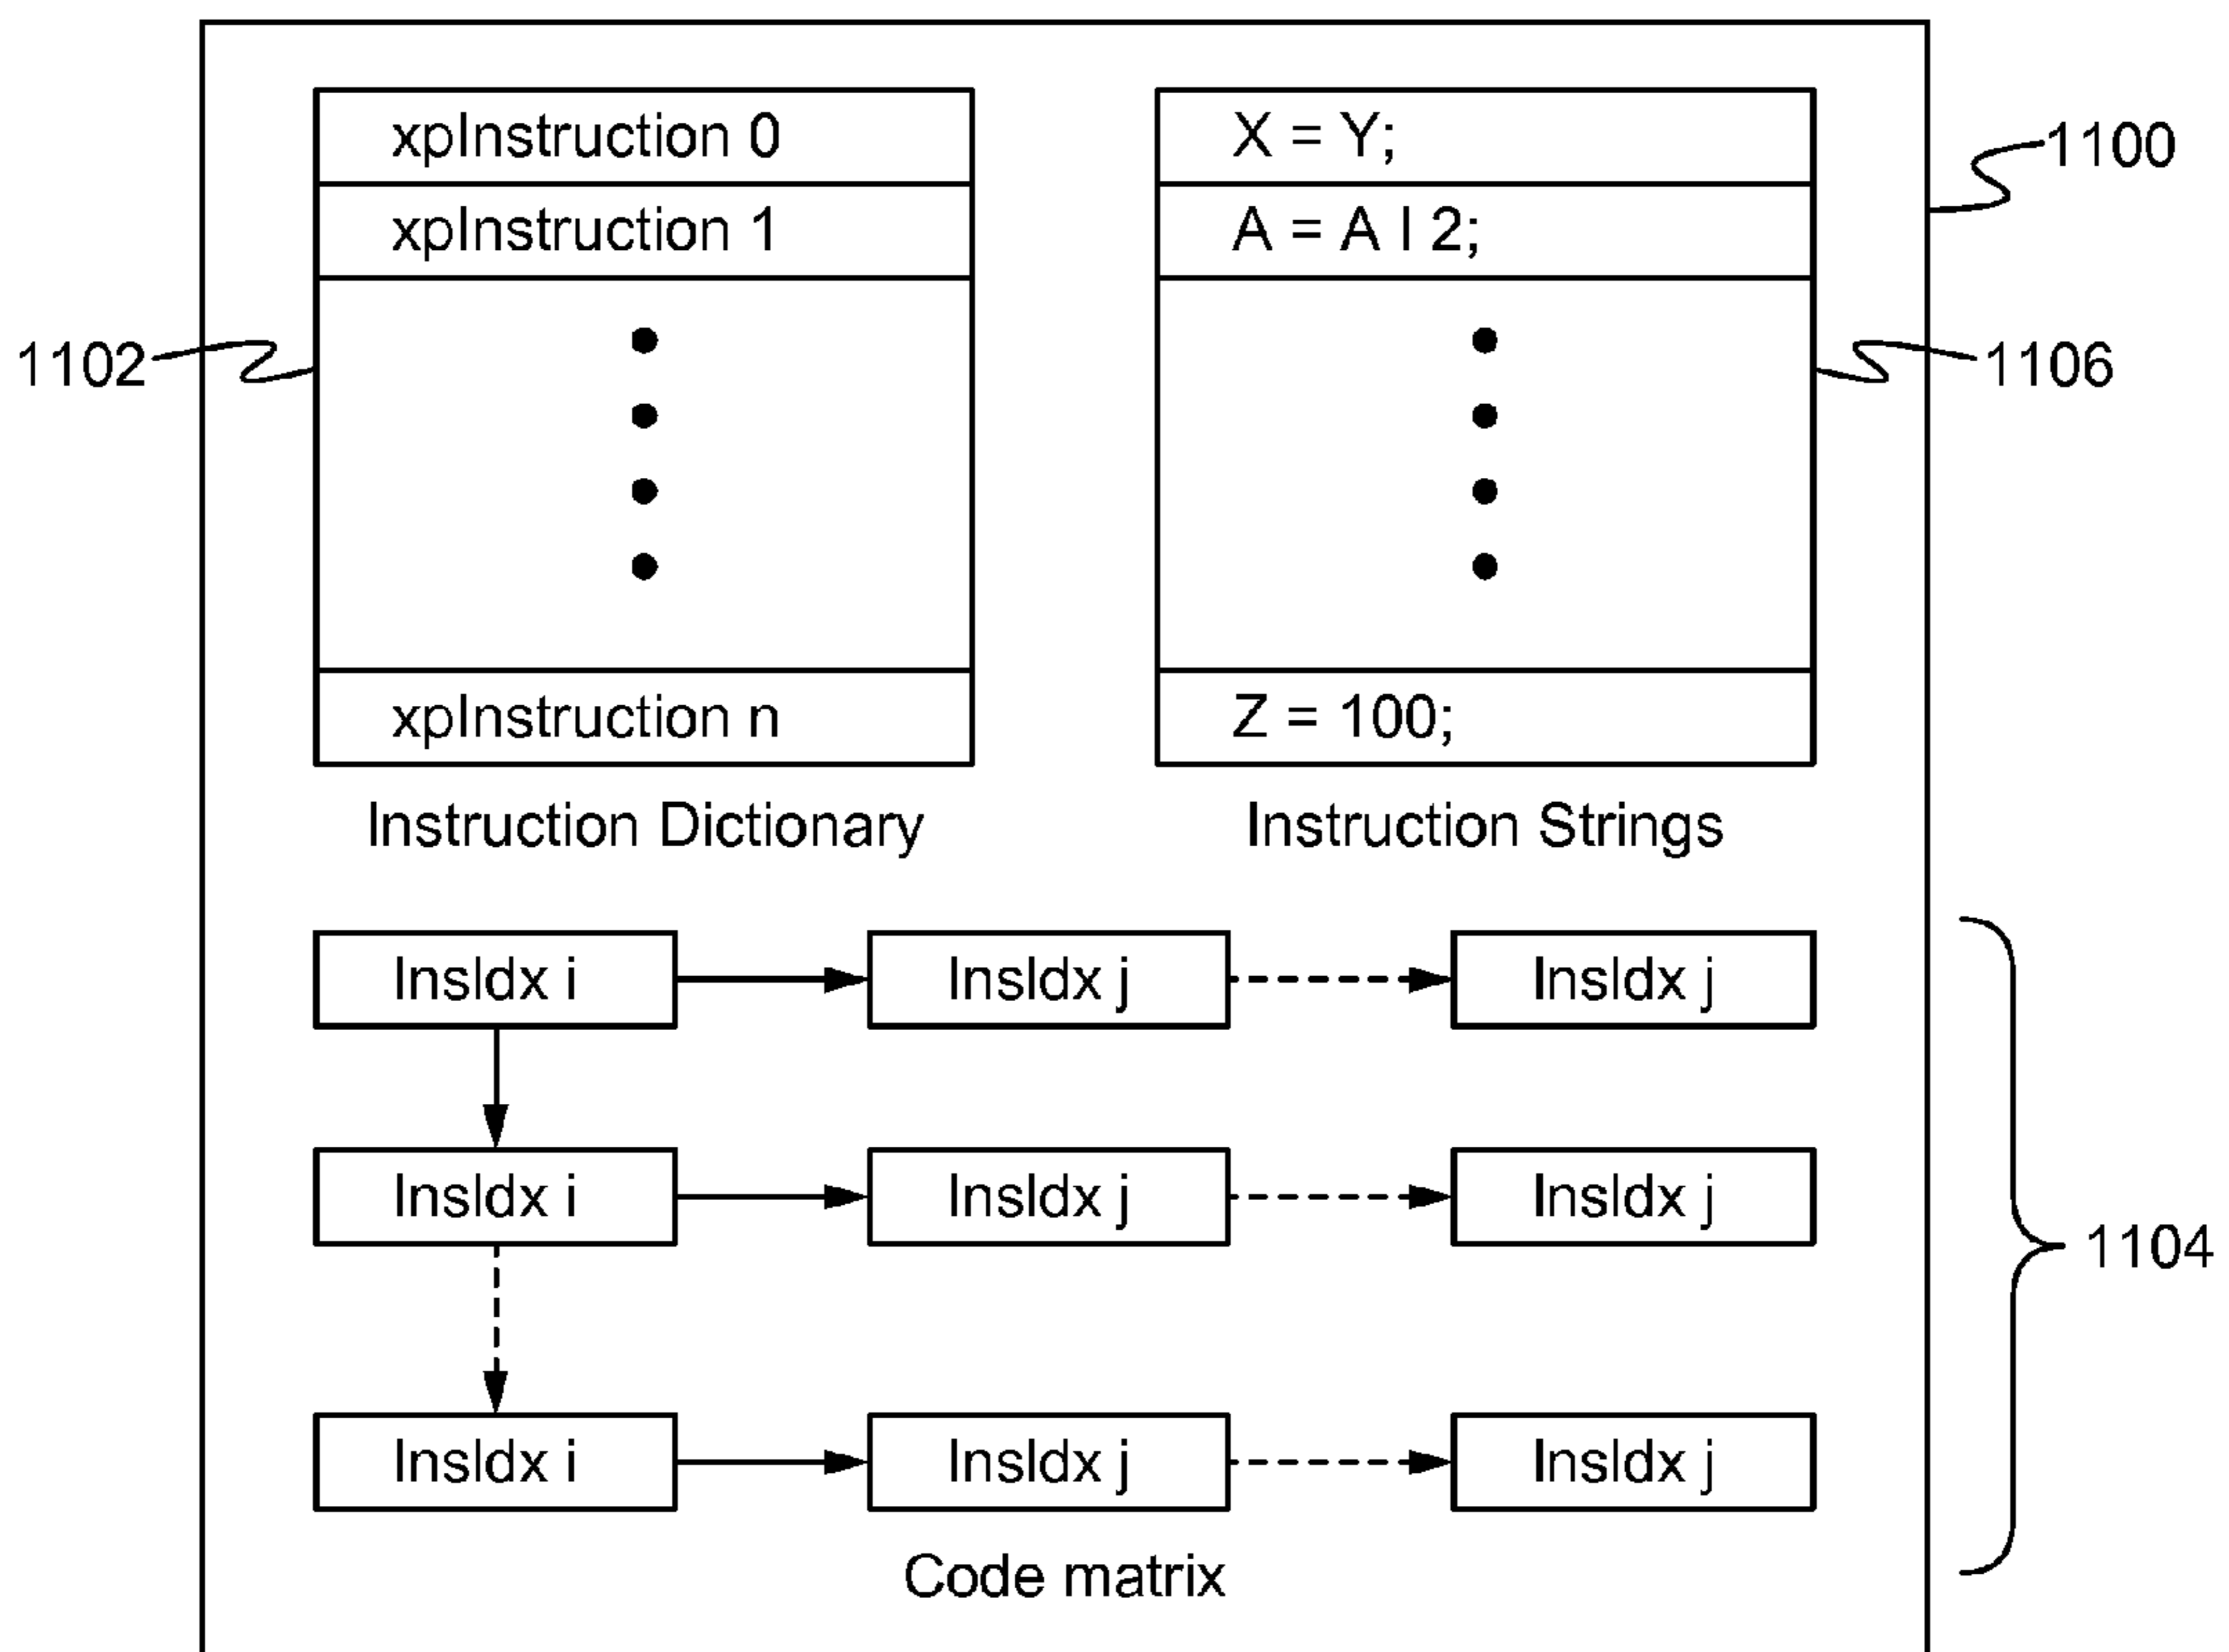 xpInstruction 0
X = Y;
1100
xpInstruction 1
A = A I 2;
1102
1106
xpInstruction n
Z = 100;
Instruction Dictionary
Instruction Strings
InsIdx i
InsIdx j
InsIdx j
InsIdx i
InsIdx j
InsIdx j
1104
InsIdx i
InsIdx j
InsIdx j
Code matrix